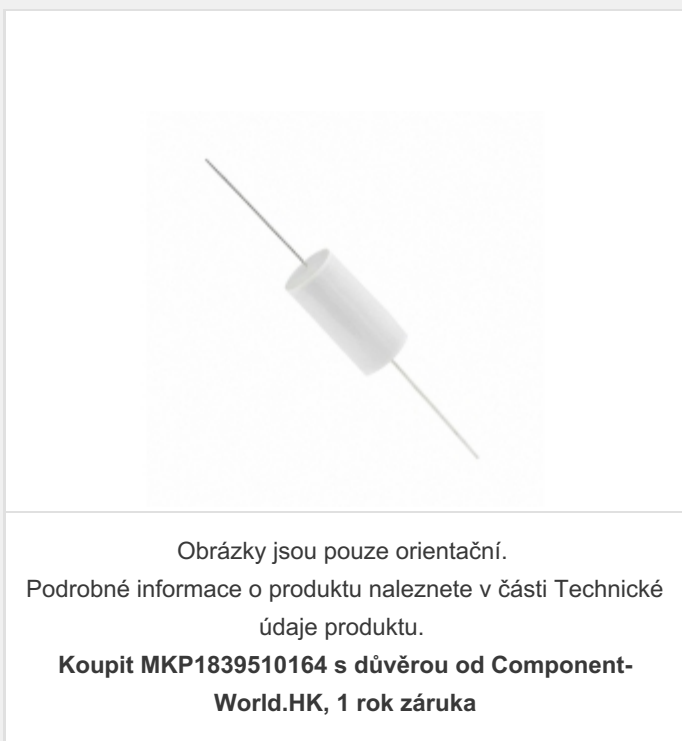 Obrázky jsou pouze orientační.
Podrobné informace o produktu naleznete v části Technické
údaje produktu.
Koupit MKP1839510164 s důvěrou od Component-
World.HK, 1 rok záruka